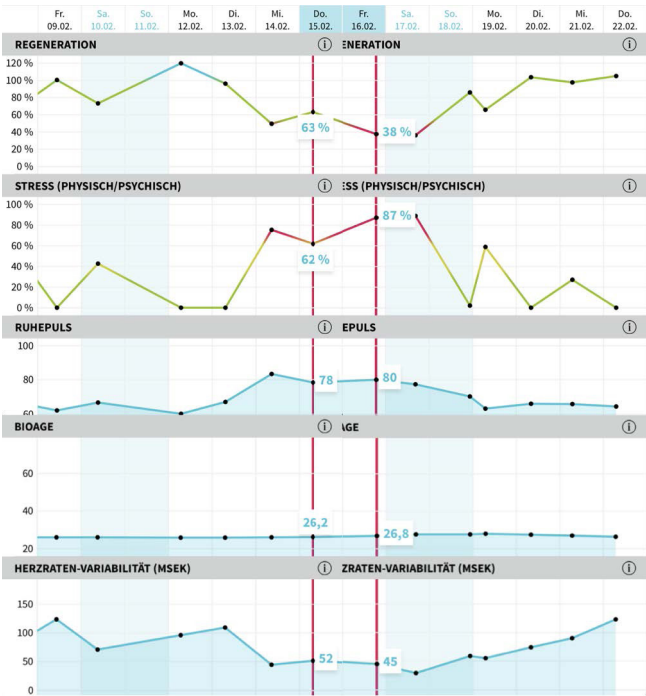 Fr. Sa. So. Mo. Di. Mi. Do. Fr. Sa. So. Mo. Di. Mi. Do.
09.02. 10.02. 11.02. 12.02. 13.02. 14.02. 15.02. 16.02. 17.02. 18.02. 19.02. 20.02. 21.02. 22.02.
REGENERATION i ENERATION i
120 %
100 %
80 %
60 %
40 %
20 %
0 %
63 % 38 %
STRESS (PHYSISCH/PSYCHISCH) i SS (PHYSISCH/PSYCHISCH) i
100 %
80 %
60 %
40 %
20 %
0 %
62 % 87 %
RUHEPULS i EPULS i
100
80
60
78 80
BIOAGE i AGE i
60
40
20
26,2 26,8
HERZRATEN-VARIABILITÄT (MSEK) i ZRATEN-VARIABILITÄT (MSEK) i
150
100
50
0
52 45